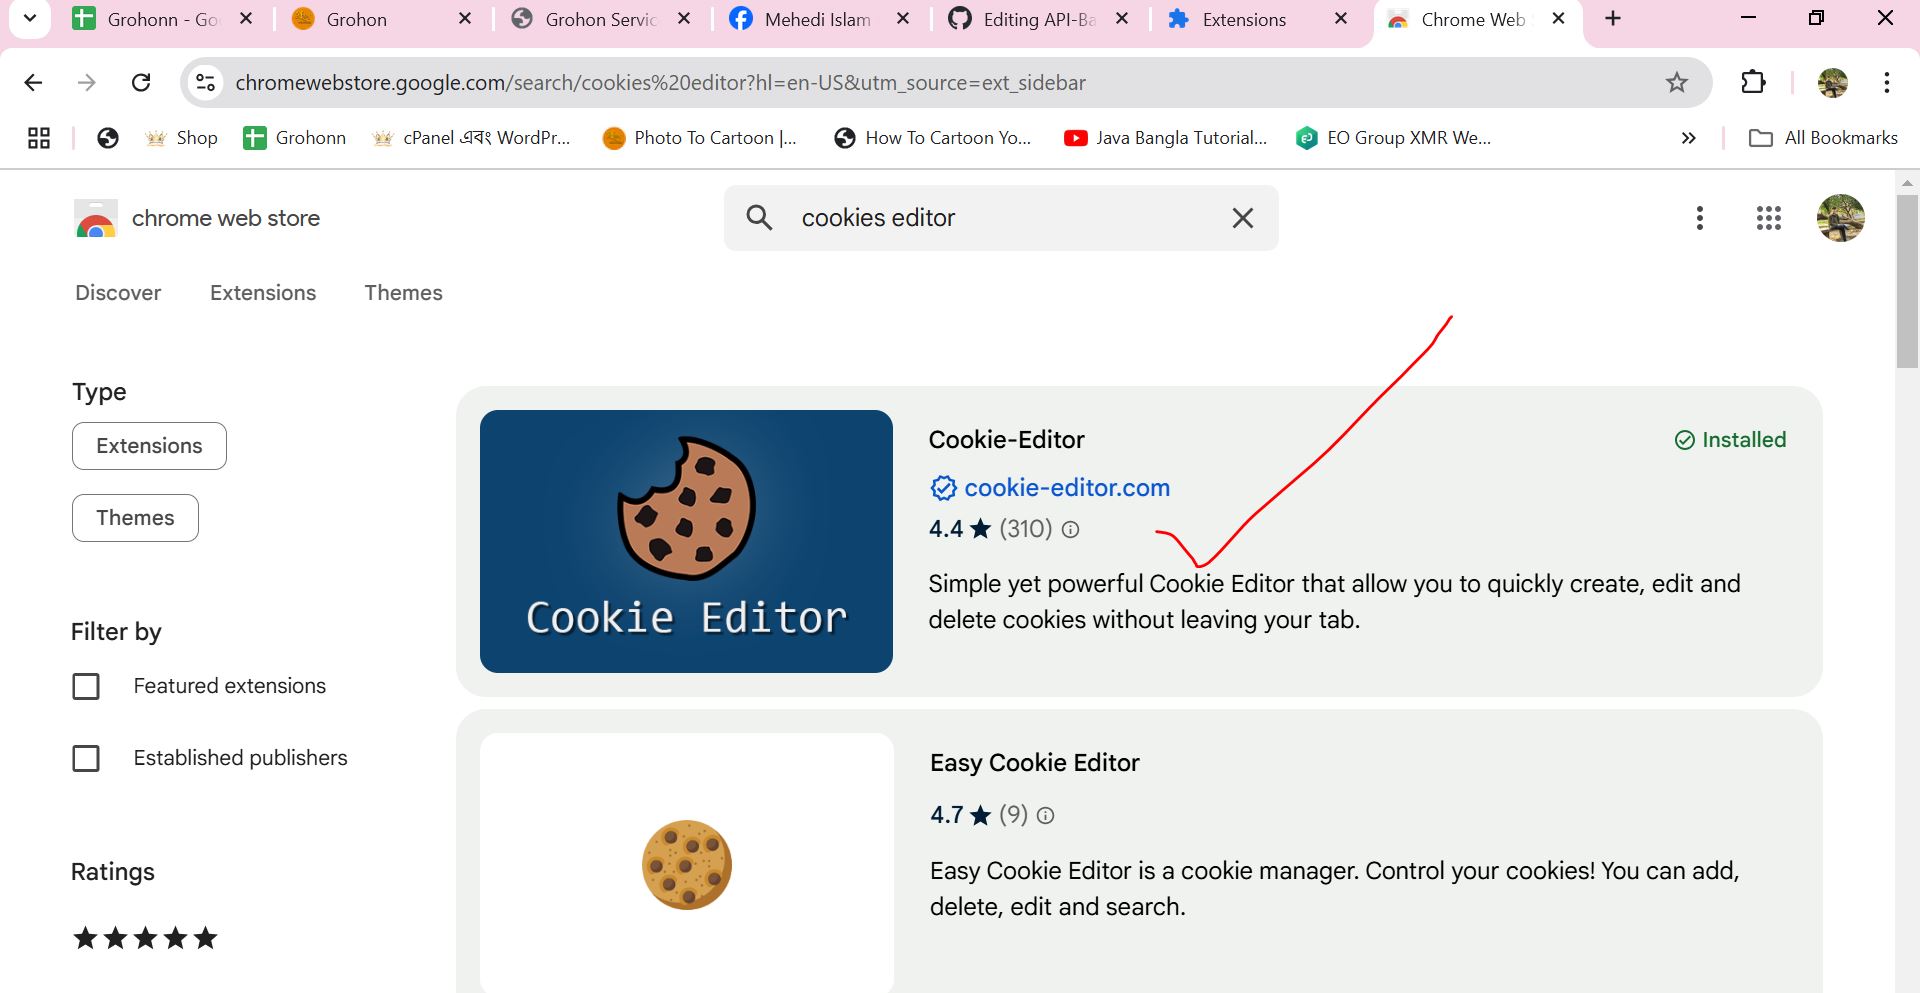 Grohonn - Go
Grohon
Grohon Servic
Mehedi Islam
Editing API-Ba
Extensions
Chrome Web
chromewebstore.google.com/search/cookies%20editor?hl=en-US&utm_source=ext_sidebar
Shop
Grohonn
cPanel এবং WordPr...
Photo To Cartoon |...
How To Cartoon Yo...
Java Bangla Tutorial...
EO Group XMR We...
All Bookmarks
chrome web store
cookies editor
Discover
Extensions
Themes
Type
Extensions
Themes
Filter by
Featured extensions
Established publishers
Ratings
Cookie Editor
Cookie-Editor
Installed
cookie-editor.com
4.4 ★ (310)
Simple yet powerful Cookie Editor that allow you to quickly create, edit and
delete cookies without leaving your tab.
Easy Cookie Editor
4.7 ★ (9)
Easy Cookie Editor is a cookie manager. Control your cookies! You can add,
delete, edit and search.